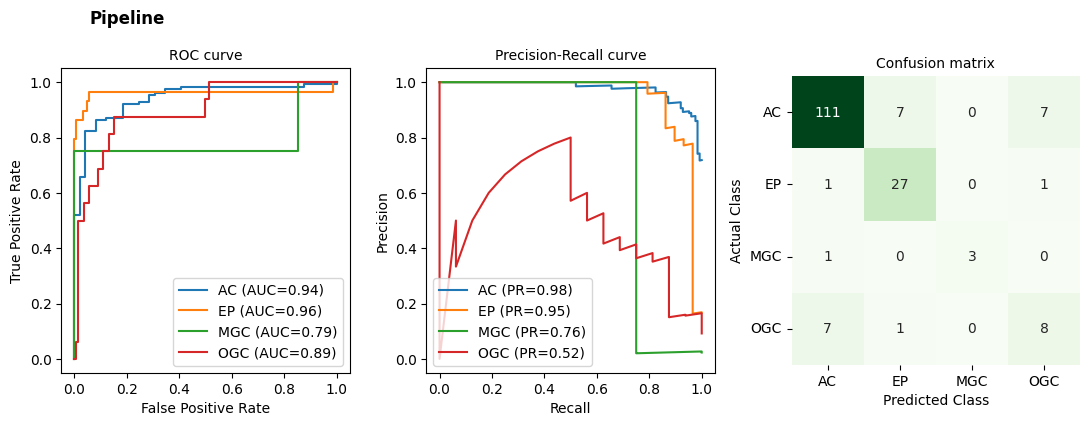 Pipeline
ROC curve
True Positive Rate
1.0
0.8
0.6
0.4
0.2
0.0
AC (AUC=0.94)
EP (AUC=0.96)
MGC (AUC=0.79)
OGC (AUC=0.89)
0.0 0.2 0.4 0.6 0.8 1.0
False Positive Rate
Precision-Recall curve
Precision
1.0
0.8
0.6
0.4
0.2
0.0
AC (PR=0.98)
EP (PR=0.95)
MGC (PR=0.76)
OGC (PR=0.52)
0.0 0.2 0.4 0.6 0.8 1.0
Recall
Confusion matrix
Actual Class
AC 111 7 0 7
EP 1 27 0 1
MGC 1 0 3 0
OGC 7 1 0 8
AC EP MGC OGC
Predicted Class